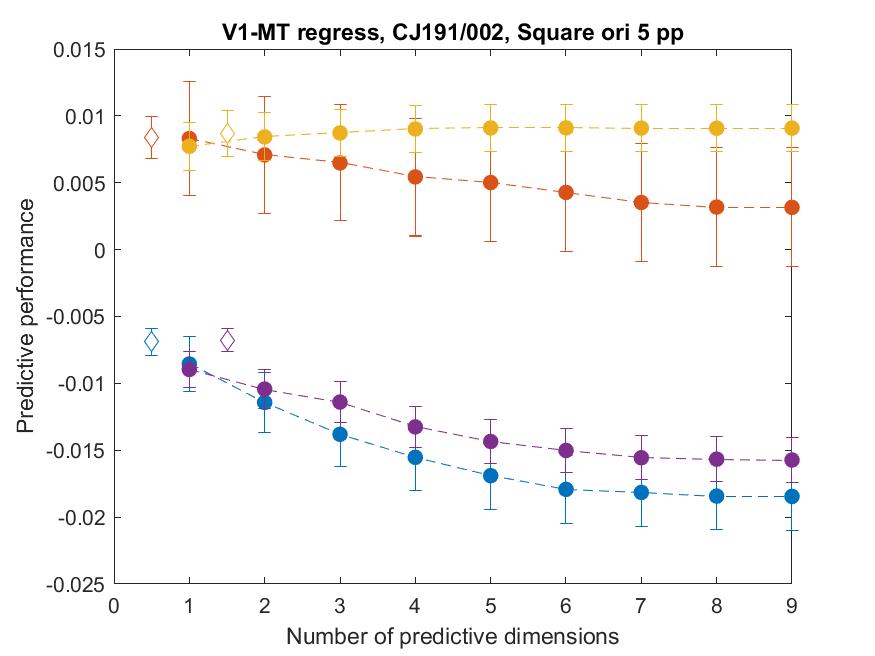 V1-MT regress, CJ191/002, Square ori 5 pp
Predictive performance
0.015
0.01
0.005
0
-0.005
-0.01
-0.015
-0.02
-0.025
0 1 2 3 4 5 6 7 8 9
Number of predictive dimensions